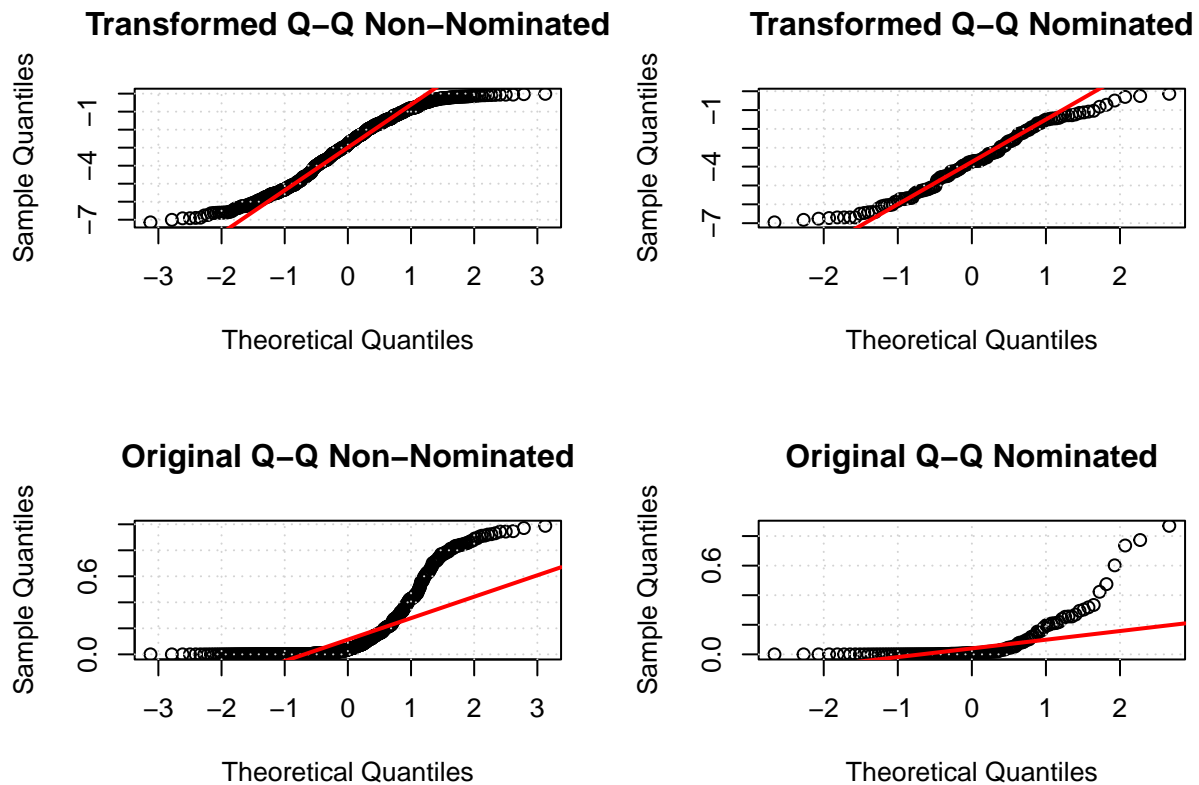 Transformed Q−Q Non−Nominated
Sample Quantiles
−1
−4
−7
−3 −2 −1 0 1 2 3
Theoretical Quantiles
Transformed Q−Q Nominated
Sample Quantiles
−1
−4
−7
−2 −1 0 1 2
Theoretical Quantiles
Original Q−Q Non−Nominated
Sample Quantiles
0.6
0.0
−3 −2 −1 0 1 2 3
Theoretical Quantiles
Original Q−Q Nominated
Sample Quantiles
0.6
0.0
−2 −1 0 1 2
Theoretical Quantiles